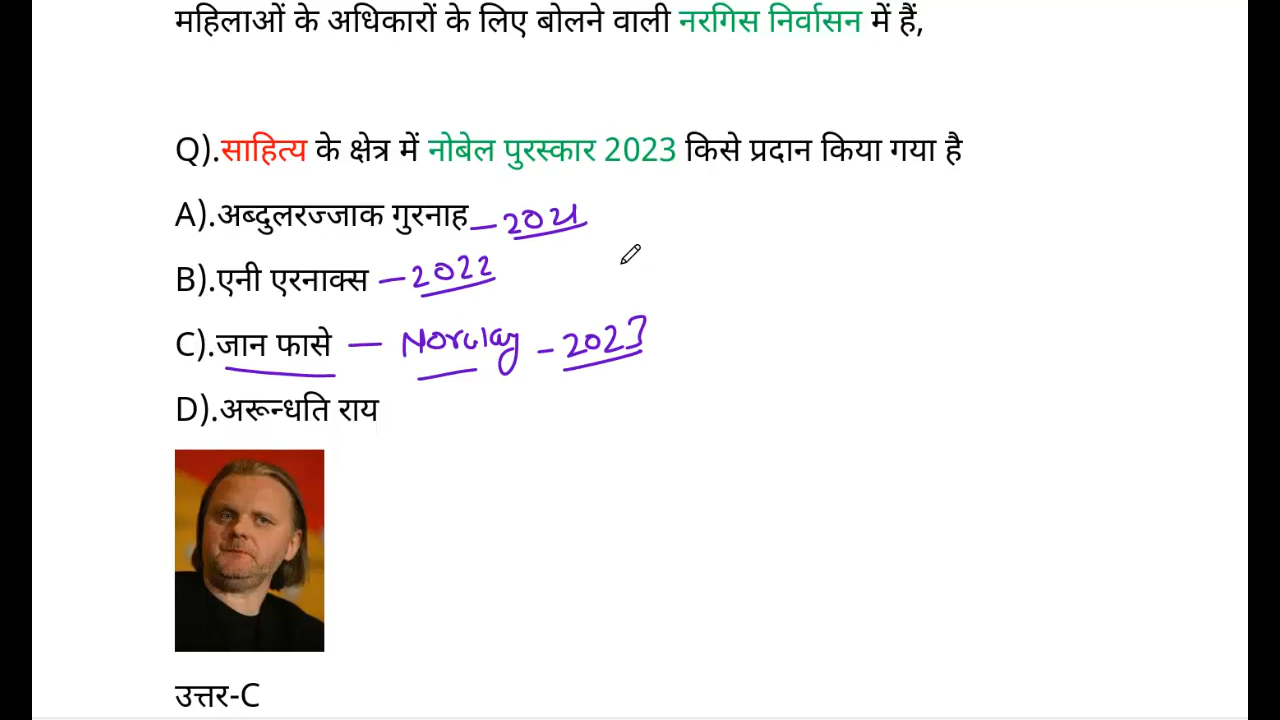 महिलाओं के अधिकारों के लिए बोलने वाली नरगिस निर्वासन में हैं,
Q).साहित्य के क्षेत्र में नोबेल पुरस्कार 2023 किसे प्रदान किया गया है
A).अब्दुलरज्जाक गुरनाह – 2021
B).एनी एरनाक्स – 2022
C).जान फासे – – 2023
D).अरून्धति राय
उत्तर-C